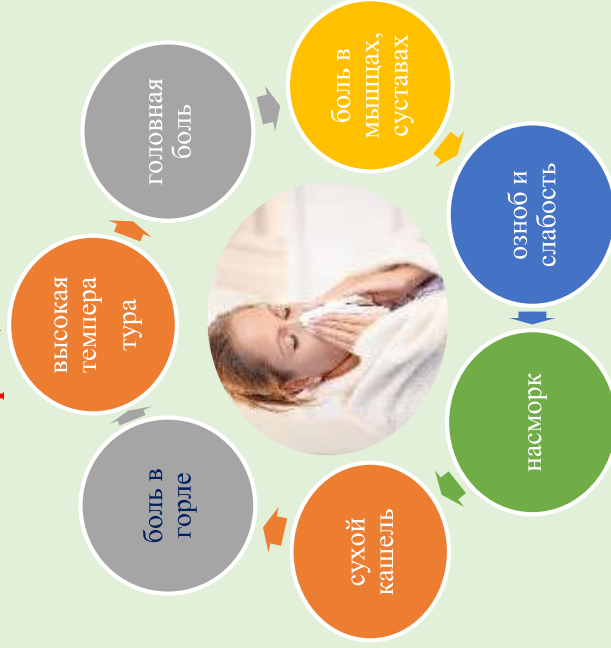 высокая
темпера
тура
головная
боль
боль в
мышцах,
суставах
озноб и
слабость
насморк
сухой
кашель
боль в
горле